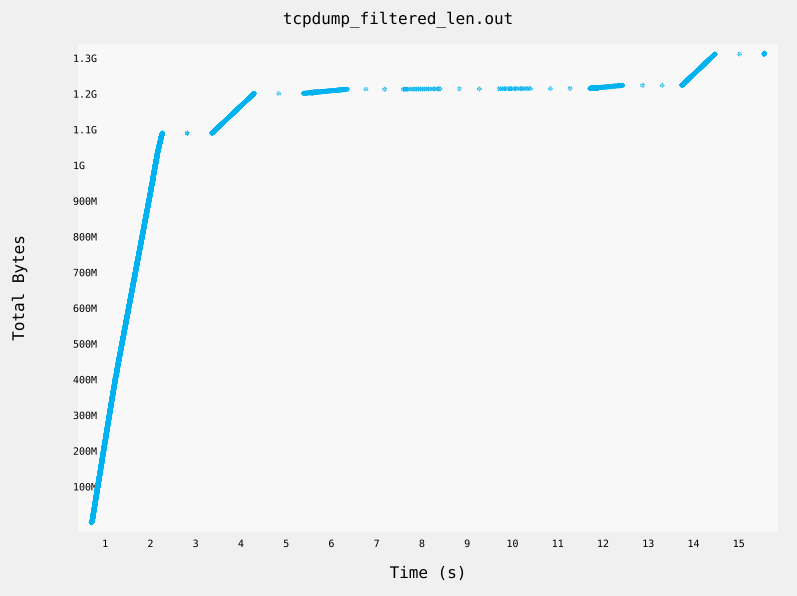 tcpdump_filtered_len.out
Total Bytes
1.3G
1.2G
1.1G
1G
900M
800M
700M
600M
500M
400M
300M
200M
100M
1 2 3 4 5 6 7 8 9 10 11 12 13 14 15
Time (s)